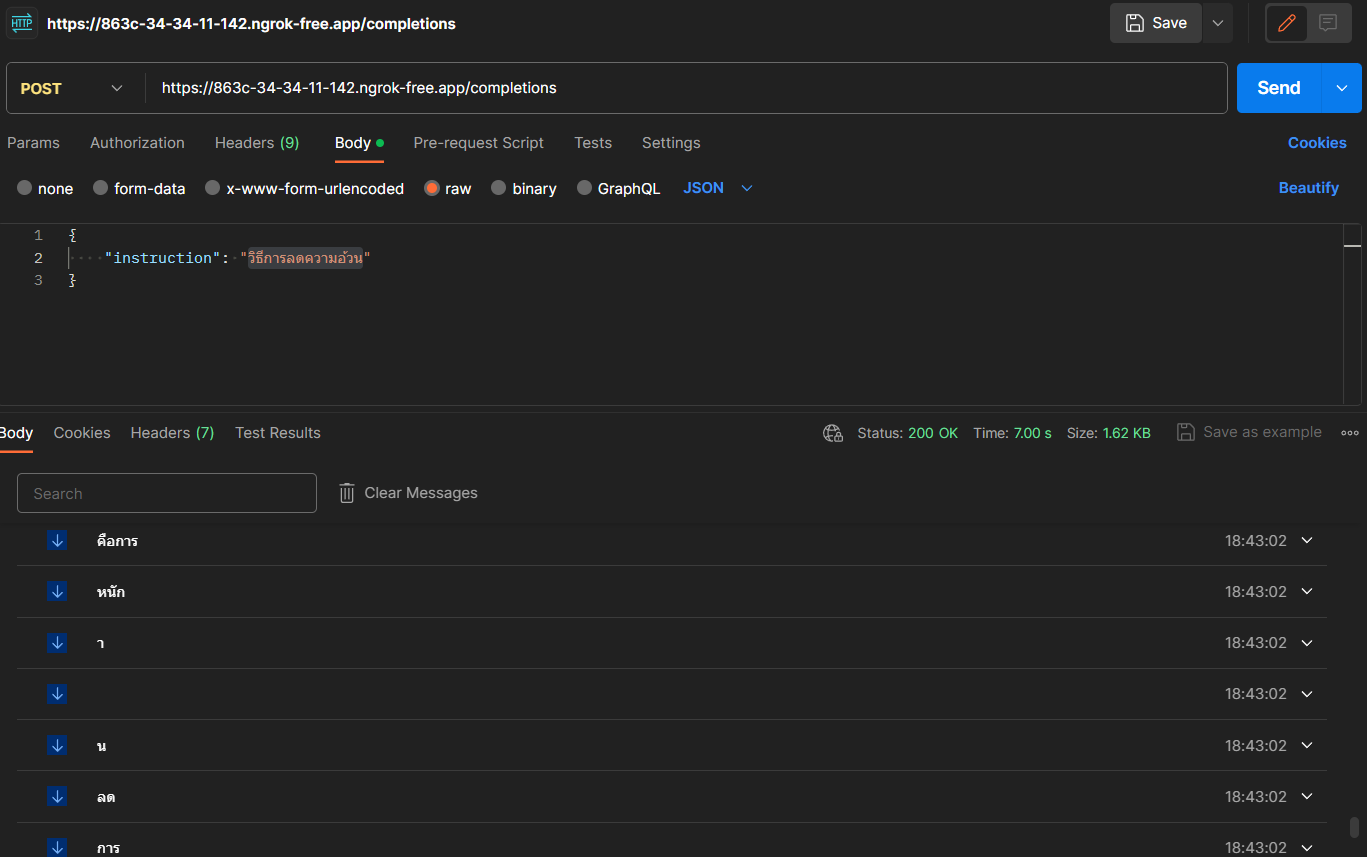 HTTP https://863c-34-34-11-142.ngrok-free.app/completions Save
POST https://863c-34-34-11-142.ngrok-free.app/completions Send
Params Authorization Headers (9) Body Pre-request Script Tests Settings Cookies
none form-data x-www-form-urlencoded raw binary GraphQL JSON Beautify
1 {
2 "instruction": "วิธีการลดความอ้วน"
3 }
Body Cookies Headers (7) Test Results Status: 200 OK Time: 7.00 s Size: 1.62 KB Save as example
Search Clear Messages
คือการ 18:43:02
หนัก 18:43:02
า 18:43:02
18:43:02
น 18:43:02
ลด 18:43:02
การ 18:43:02